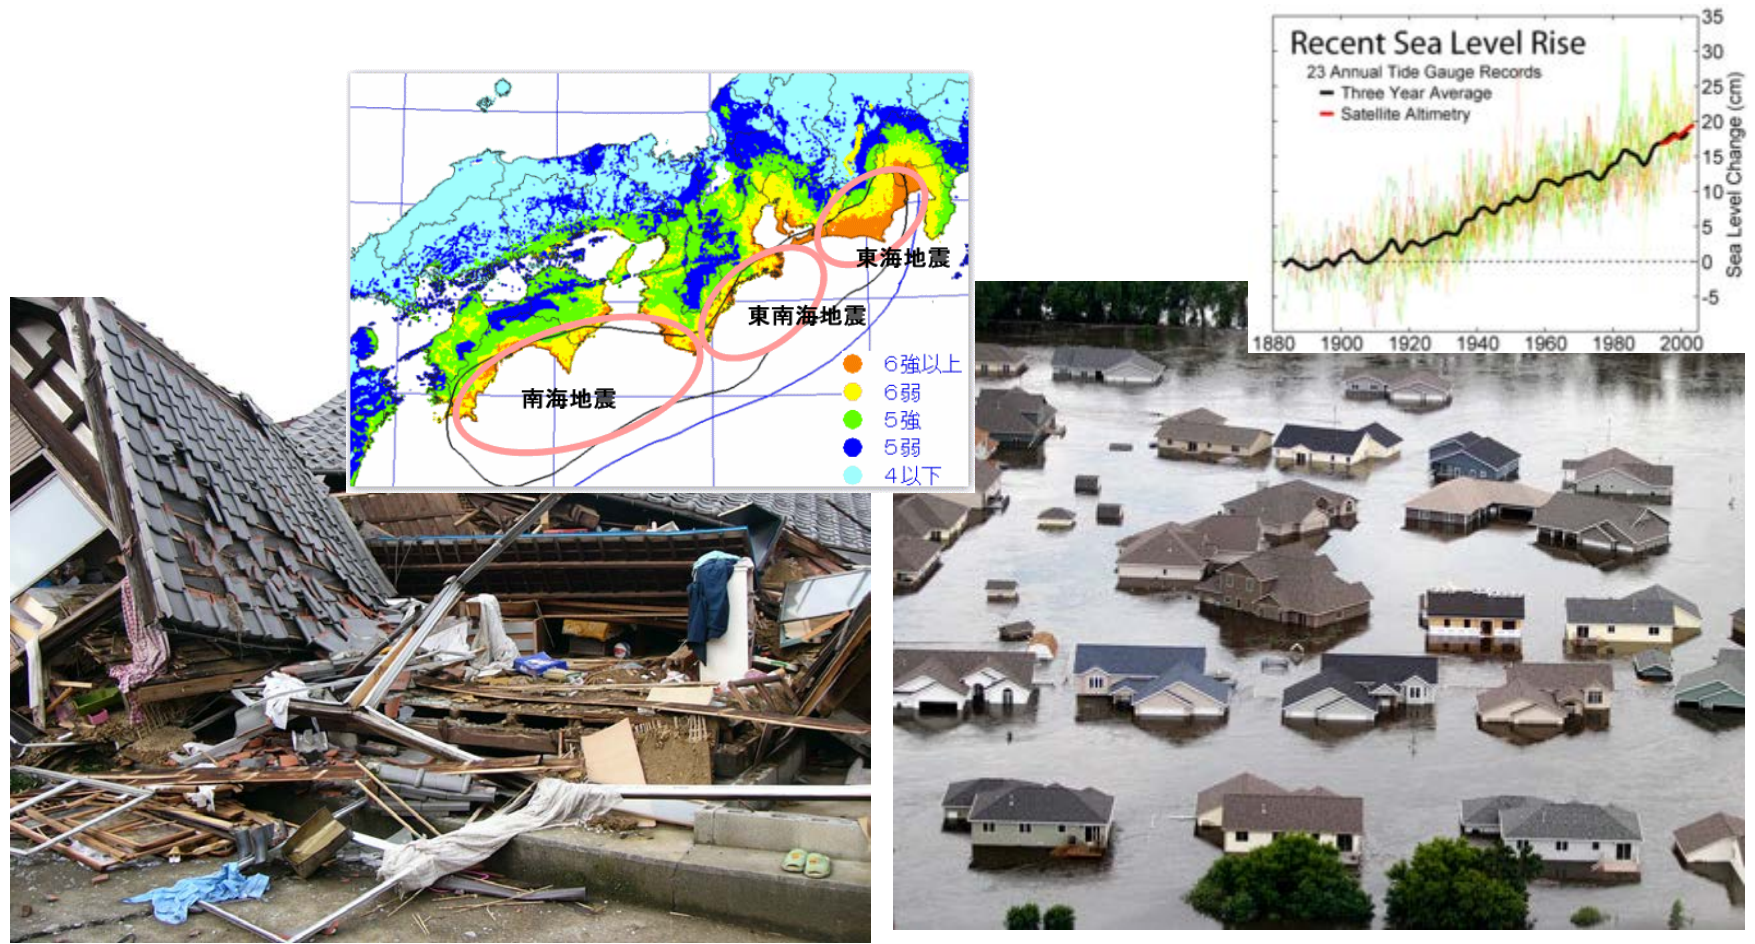 東海地震
東南海地震
南海地震
6強以上
6弱
5強
5弱
4以下
Recent Sea Level Rise
23 Annual Tide Gauge Records
Three Year Average
Satellite Altimetry
35
30
25
20
15
10
5
0
-5
Sea Level Change (cm)
1880 1900 1920 1940 1960 1980 2000